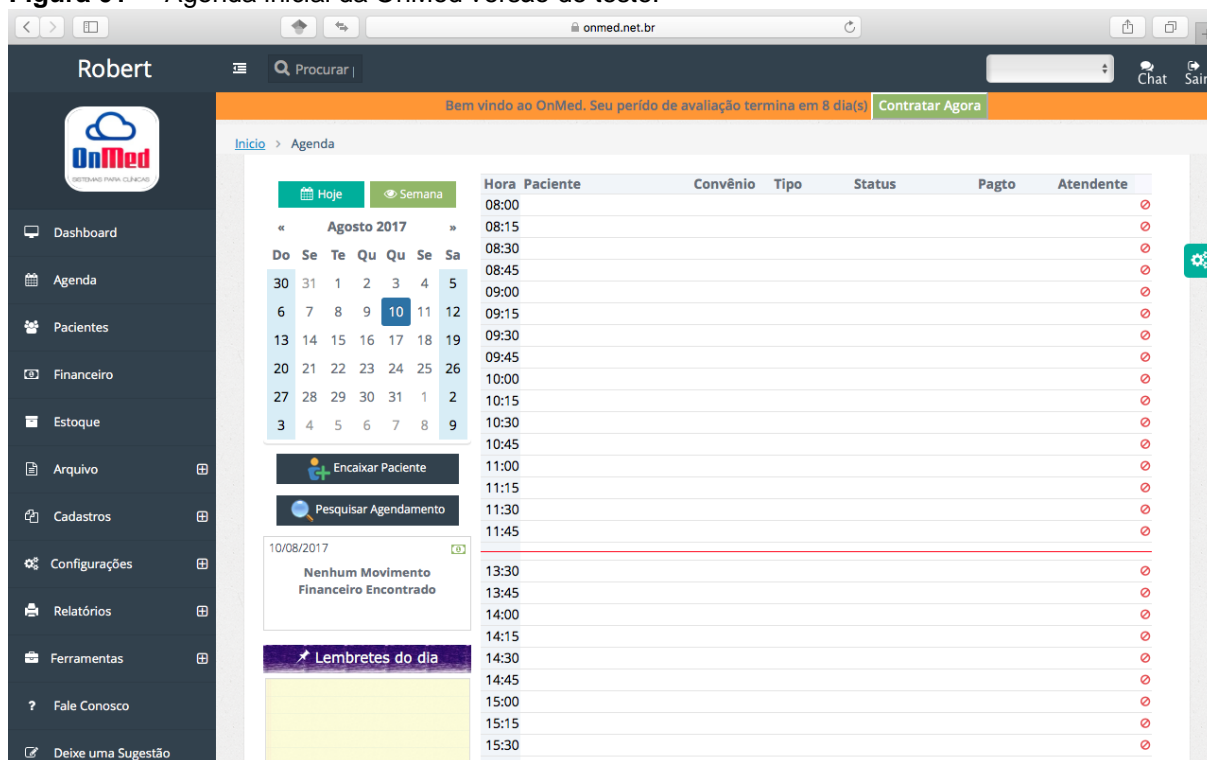 Figura 01 – Agenda inicial da OnMed versão de teste.
onmed.net.br
Robert
Procurar
Chat
Sair
OnMed
SISTEMAS PARA CLÍNICAS
Bem vindo ao OnMed. Seu perído de avaliação termina em 8 dia(s) Contratar Agora
Inicio > Agenda
Dashboard
Agenda
Pacientes
Financeiro
Estoque
Arquivo
Cadastros
Configurações
Relatórios
Ferramentas
? Fale Conosco
Deixe uma Sugestão
Hoje
Semana
« Agosto 2017 »
Do Se Te Qu Qu Se Sa
30 31 1 2 3 4 5
6 7 8 9 10 11 12
13 14 15 16 17 18 19
20 21 22 23 24 25 26
27 28 29 30 31 1 2
3 4 5 6 7 8 9
Encaixar Paciente
Pesquisar Agendamento
10/08/2017
Nenhum Movimento
Financeiro Encontrado
Lembretes do dia
Hora Paciente Convênio Tipo Status Pagto Atendente
08:00
08:15
08:30
08:45
09:00
09:15
09:30
09:45
10:00
10:15
10:30
10:45
11:00
11:15
11:30
11:45
13:30
13:45
14:00
14:15
14:30
14:45
15:00
15:15
15:30